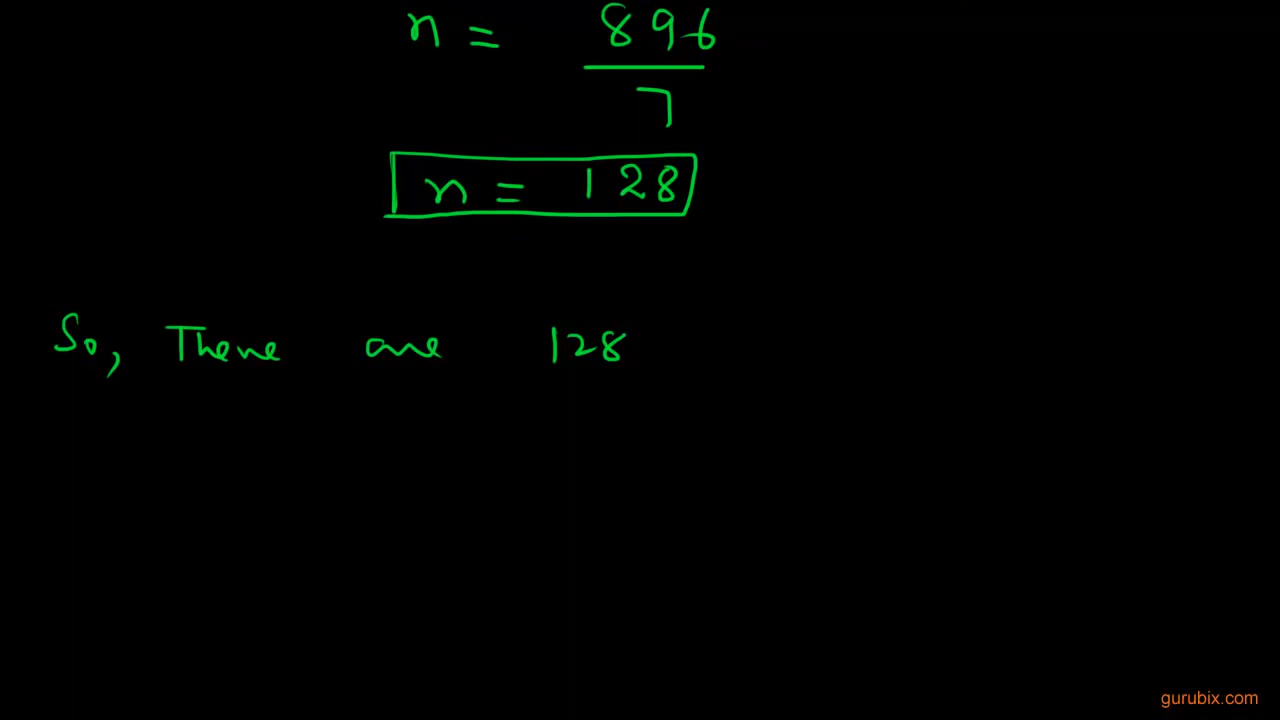 n = 896
7
n = 128
So, There are 128
gurubix.com